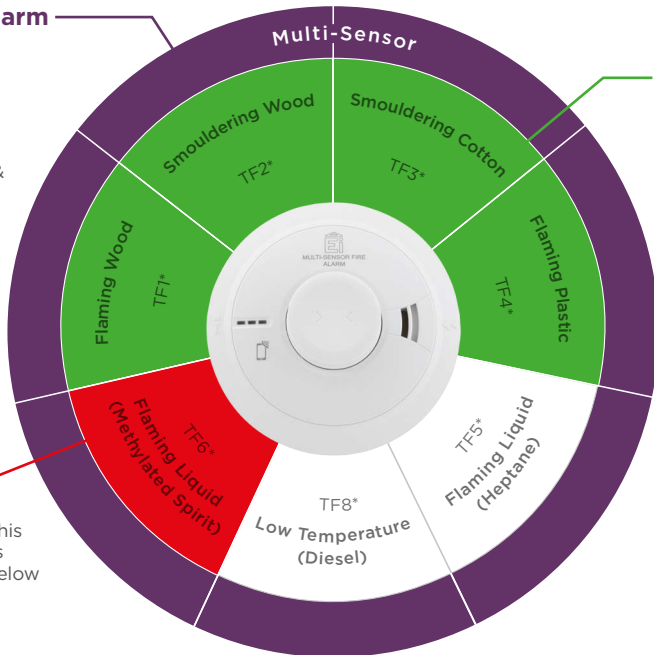 arm
Multi-Sensor
Smouldering Wood
TF2*
Smouldering Cotton
TF3*
&
Flaming Wood
TF1*
Flaming Plastic
TF4*
Ei
MULTI-SENSOR FIRE
ALARM
TF6*
Flaming Liquid
(Methylated Spirit)
TF5*
Flaming Liquid
(Heptane)
TF8*
Low Temperature
(Diesel)
his
s
elow